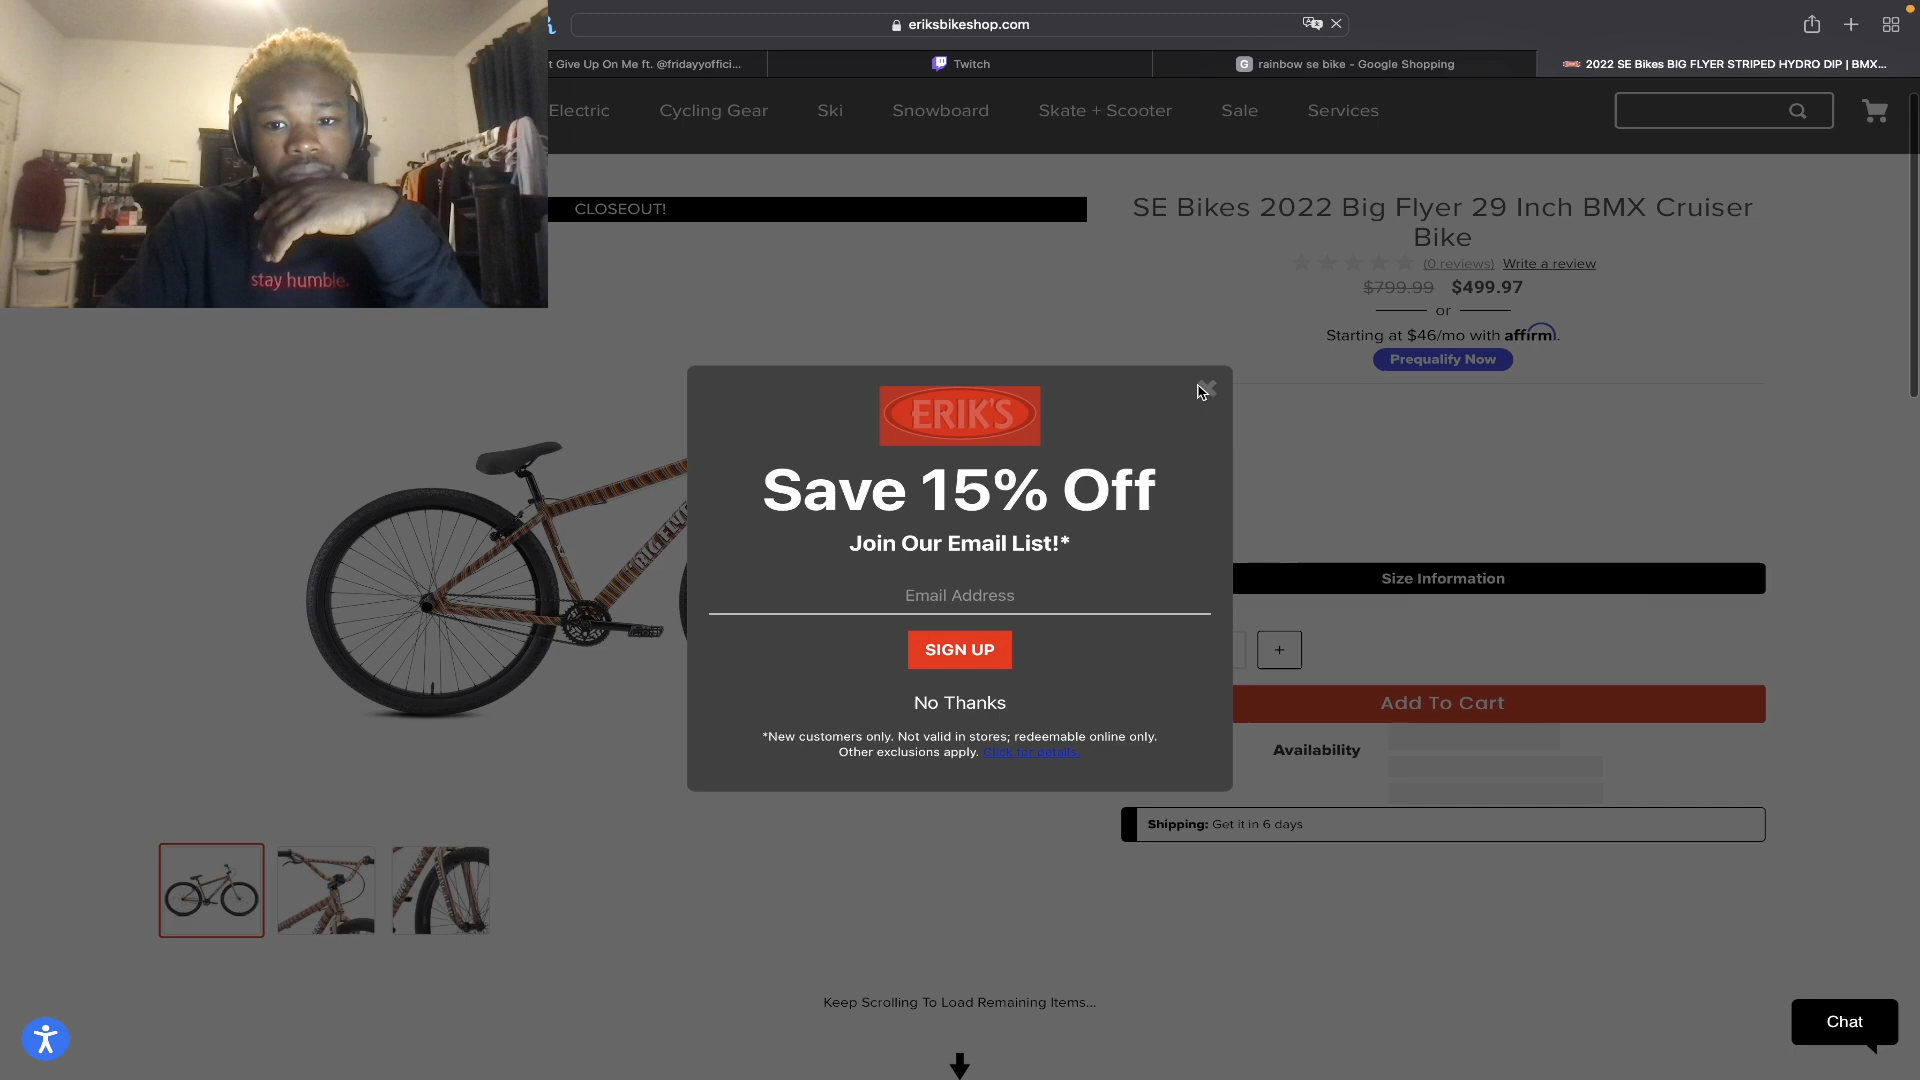 eriksbikeshop.com
t Give Up On Me ft. @fridayyoffici...
Twitch
G rainbow se bike - Google Shopping
2022 SE Bikes BIG FLYER STRIPED HYDRO DIP | BMX...
Electric Cycling Gear Ski Snowboard Skate + Scooter Sale Services
stay humble.
CLOSEOUT!
SE Bikes 2022 Big Flyer 29 Inch BMX Cruiser
Bike
(0 reviews) Write a review
$799.99 $499.97
or
Starting at $46/mo with affirm.
Prequalify Now
BIG FLYE
ERIK'S
Save 15% Off
Join Our Email List!*
Email Address
SIGN UP
No Thanks
*New customers only. Not valid in stores; redeemable online only.
Other exclusions apply. Click for details.
Size Information
+
Add To Cart
Availability
Shipping: Get it in 6 days
Keep Scrolling To Load Remaining Items...
Chat